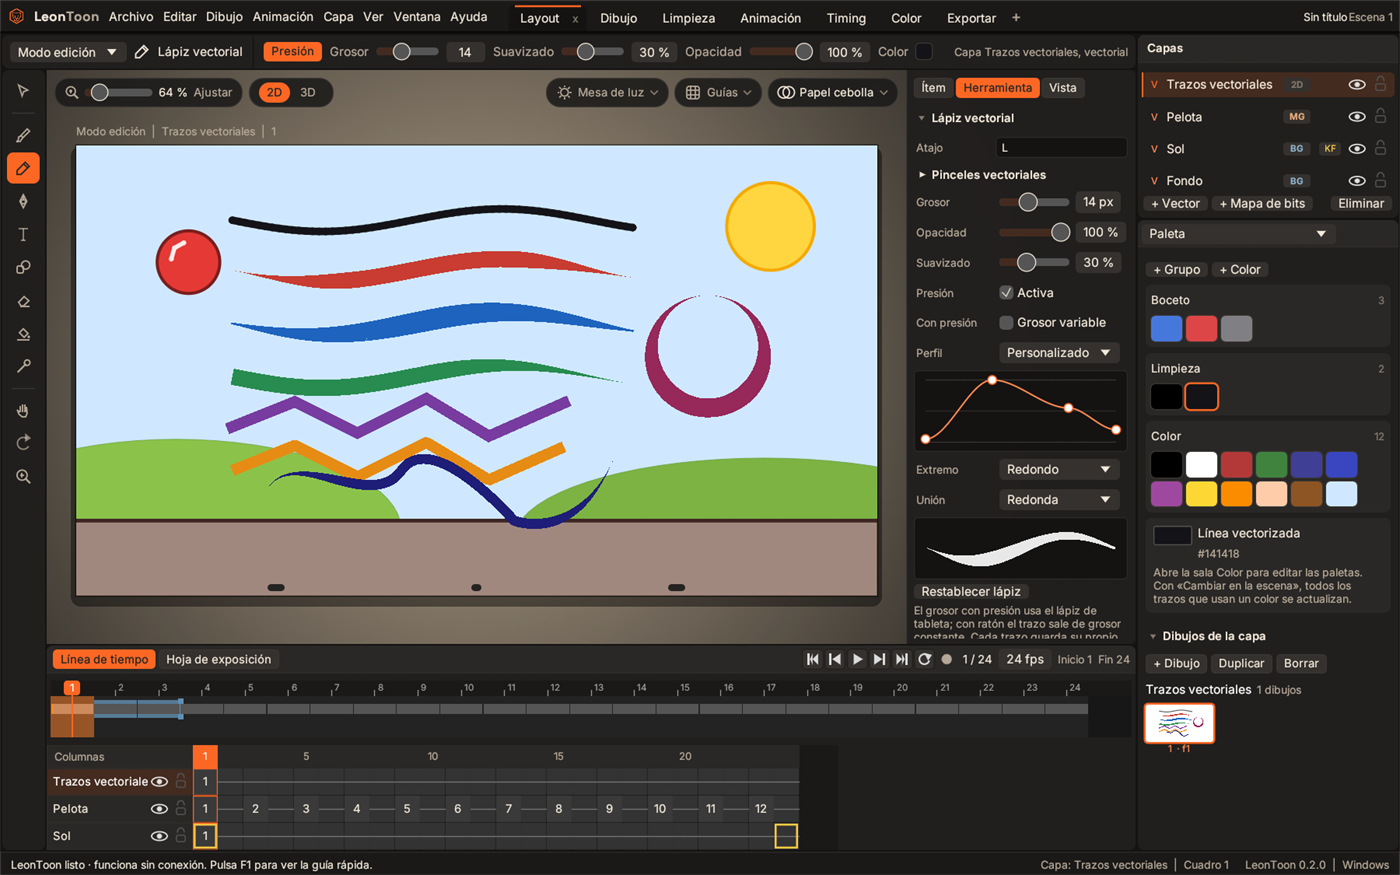 LeonToon Archivo Editar Dibujo Animación Capa Ver Ventana Ayuda Layout x Dibujo Limpieza Animación Timing Color Exportar + Sin título Escena 1
Modo edición Lápiz vectorial Presión Grosor 14 Suavizado 30 % Opacidad 100 % Color Capa Trazos vectoriales, vectorial
64 % Ajustar 2D 3D Mesa de luz Guías Papel cebolla
Modo edición | Trazos vectoriales | 1
Ítem Herramienta Vista
Lápiz vectorial
Atajo L
Pinceles vectoriales
Grosor 14 px
Opacidad 100 %
Suavizado 30 %
Presión Activa
Con presión Grosor variable
Perfil Personalizado
Extremo Redondo
Unión Redonda
Restablecer lápiz
El grosor con presión usa el lápiz de
tableta; con ratón el trazo sale de grosor
constante. Cada trazo guarda su propio
Capas
V Trazos vectoriales 2D
V Pelota MG
V Sol BG KF
V Fondo BG
+ Vector + Mapa de bits Eliminar
Paleta
+ Grupo + Color
Boceto 3
Limpieza 2
Color 12
Línea vectorizada
#141418
Abre la sala Color para editar las paletas.
Con «Cambiar en la escena», todos los
trazos que usan un color se actualizan.
Dibujos de la capa
+ Dibujo Duplicar Borrar
Trazos vectoriales 1 dibujos
1 · f1
Línea de tiempo Hoja de exposición 1 / 24 24 fps Inicio 1 Fin 24
1 2 3 4 5 6 7 8 9 10 11 12 13 14 15 16 17 18 19 20 21 22 23 24
Columnas 1 5 10 15 20
Trazos vectoriale 1
Pelota 1 2 3 4 5 6 7 8 9 10 11 12
Sol 1
LeonToon listo · funciona sin conexión. Pulsa F1 para ver la guía rápida. Capa: Trazos vectoriales | Cuadro 1 LeonToon 0.2.0 | Windows